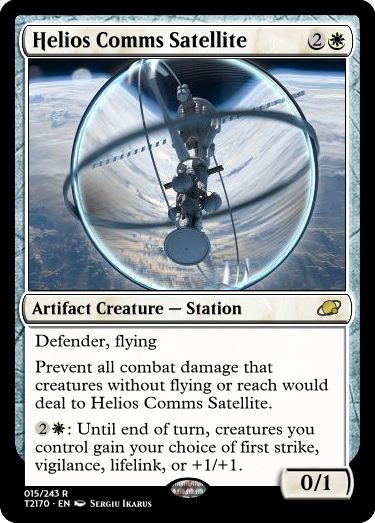 Helios Comms Satellite 2
Artifact Creature — Station
Defender, flying
Prevent all combat damage that
creatures without flying or reach would
deal to Helios Comms Satellite.
2: Until end of turn, creatures you
control gain your choice of first strike,
vigilance, lifelink, or +1/+1.
0/1
015/243 R
T2170 • EN Sergiu Ikarus